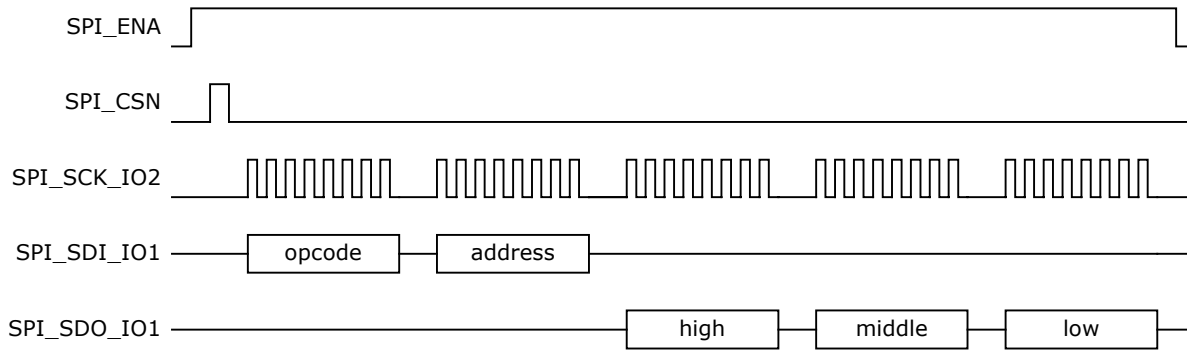 SPI_ENA
SPI_CSN
SPI_SCK_IO2
SPI_SDI_IO1 opcode address
SPI_SDO_IO1 high middle low